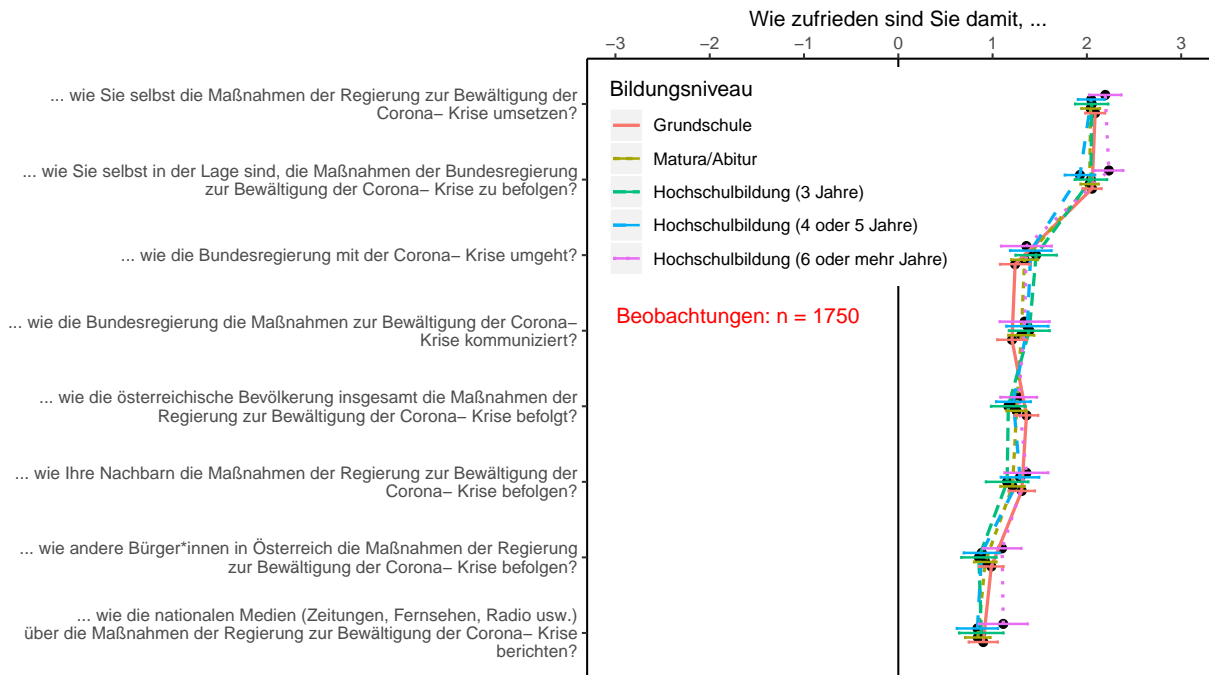 Wie zufrieden sind Sie damit, ...
−3 −2 −1 0 1 2 3
... wie Sie selbst die Maßnahmen der Regierung zur Bewältigung der
Corona− Krise umsetzen?
... wie Sie selbst in der Lage sind, die Maßnahmen der Bundesregierung
zur Bewältigung der Corona− Krise zu befolgen?
... wie die Bundesregierung mit der Corona− Krise umgeht?
... wie die Bundesregierung die Maßnahmen zur Bewältigung der Corona−
Krise kommuniziert?
... wie die österreichische Bevölkerung insgesamt die Maßnahmen der
Regierung zur Bewältigung der Corona− Krise befolgt?
... wie Ihre Nachbarn die Maßnahmen der Regierung zur Bewältigung der
Corona− Krise befolgen?
... wie andere Bürger*innen in Österreich die Maßnahmen der Regierung
zur Bewältigung der Corona− Krise befolgen?
... wie die nationalen Medien (Zeitungen, Fernsehen, Radio usw.)
über die Maßnahmen der Regierung zur Bewältigung der Corona− Krise
berichten?
Bildungsniveau
Grundschule
Matura/Abitur
Hochschulbildung (3 Jahre)
Hochschulbildung (4 oder 5 Jahre)
Hochschulbildung (6 oder mehr Jahre)
Beobachtungen: n = 1750